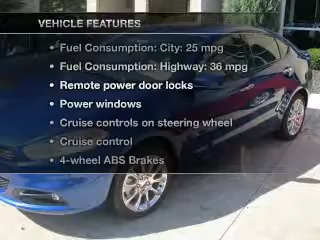 VEHICLE FEATURES
• Fuel Consumption: City: 25 mpg
• Fuel Consumption: Highway: 36 mpg
• Remote power door locks
• Power windows
• Cruise controls on steering wheel
• Cruise control
• 4-wheel ABS Brakes